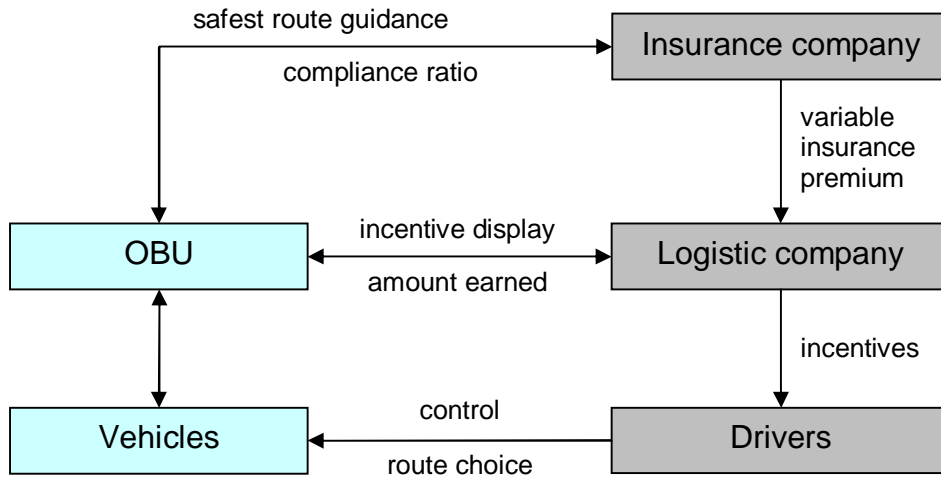 safest route guidance
Insurance company
compliance ratio
variable
insurance
premium
OBU
incentive display
Logistic company
amount earned
incentives
Vehicles
control
Drivers
route choice